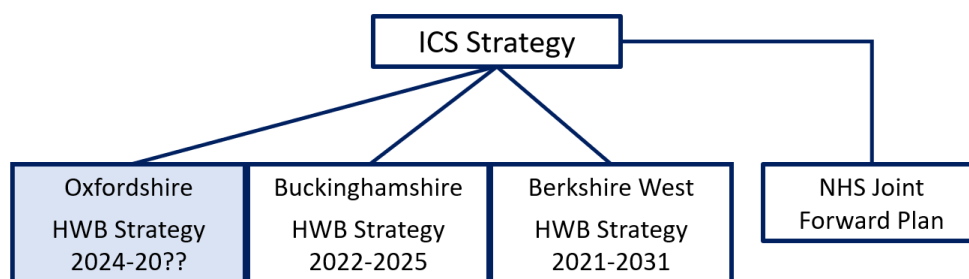 ICS Strategy
Oxfordshire
HWB Strategy
2024-20??
Buckinghamshire
HWB Strategy
2022-2025
Berkshire West
HWB Strategy
2021-2031
NHS Joint
Forward Plan